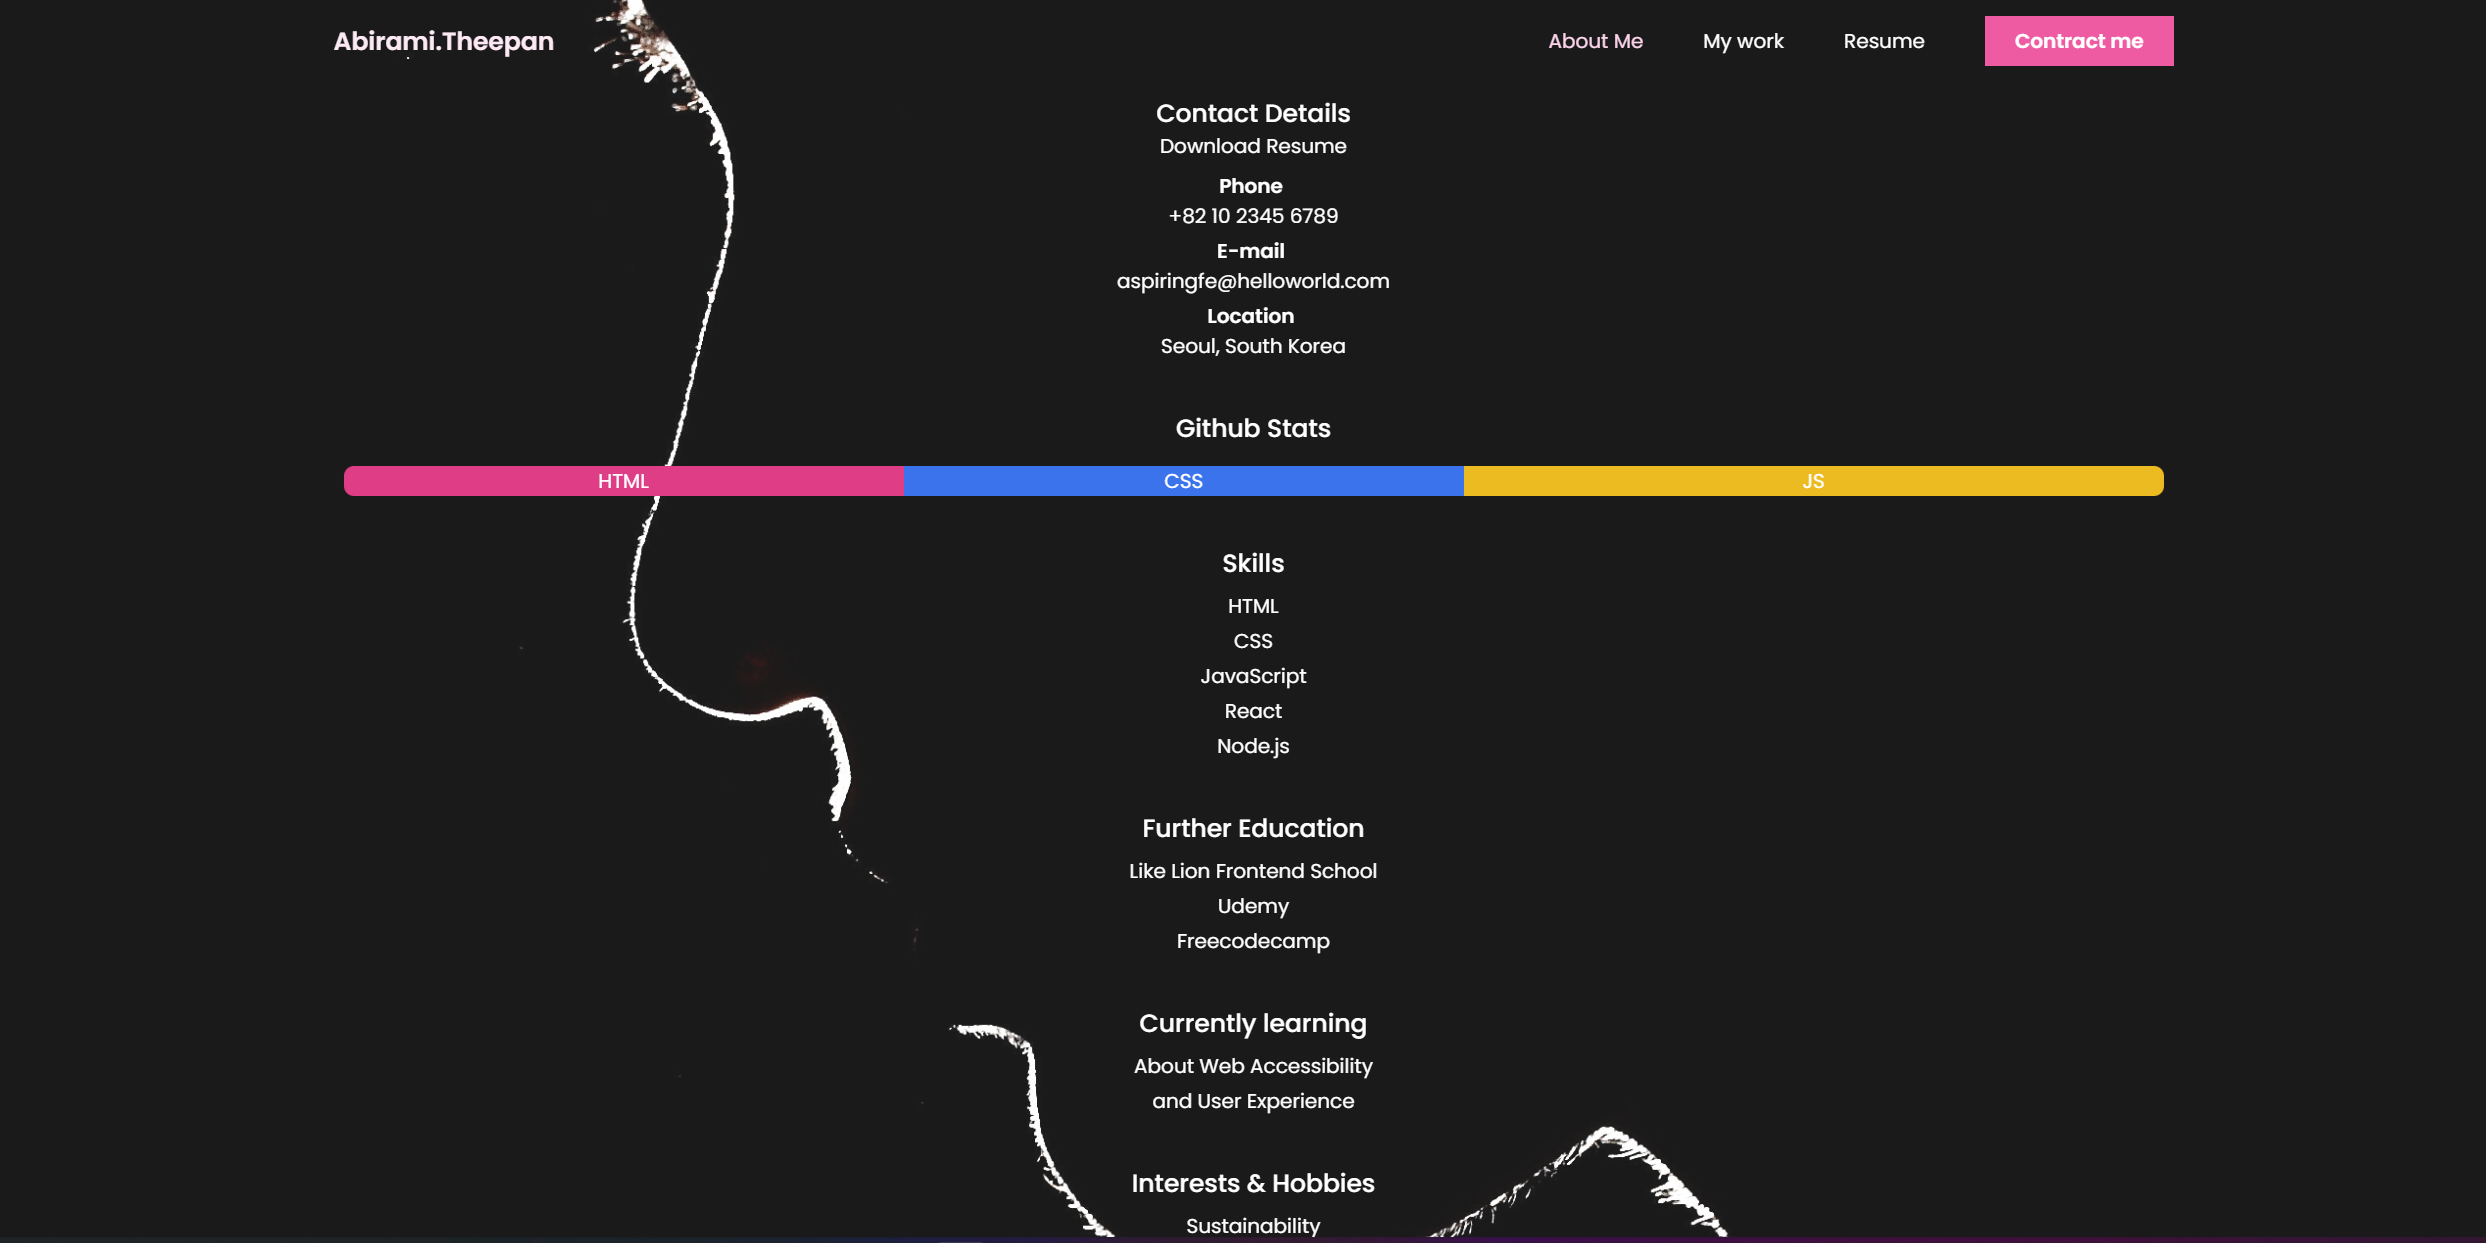 Abirami.Theepan
About Me
My work
Resume
Contract me
Contact Details
Download Resume
Phone
+82 10 2345 6789
E-mail
aspiringfe@helloworld.com
Location
Seoul, South Korea
Github Stats
HTML
CSS
JS
Skills
HTML
CSS
JavaScript
React
Node.js
Further Education
Like Lion Frontend School
Udemy
Freecodecamp
Currently learning
About Web Accessibility
and User Experience
Interests & Hobbies
Sustainability